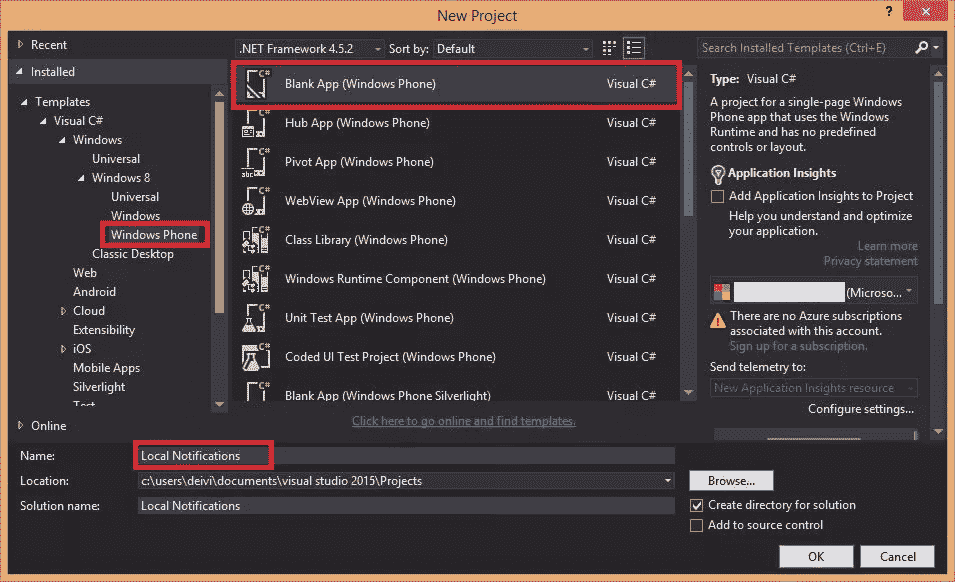 New Project
?
Recent
.NET Framework 4.5.2
Sort by:
Default
Search Installed Templates (Ctrl+E)
Installed
Templates
Visual C#
Windows
Universal
Windows 8
Universal
Windows
Windows Phone
Classic Desktop
Web
Android
Cloud
Extensibility
iOS
Mobile Apps
Silverlight
Test
Online
Blank App (Windows Phone) Visual C#
Hub App (Windows Phone) Visual C#
Pivot App (Windows Phone) Visual C#
WebView App (Windows Phone) Visual C#
Class Library (Windows Phone) Visual C#
Windows Runtime Component (Windows Phone) Visual C#
Unit Test App (Windows Phone) Visual C#
Coded UI Test Project (Windows Phone) Visual C#
Blank App (Windows Phone Silverlight) Visual C#
Click here to go online and find templates.
Type: Visual C#
A project for a single-page Windows
Phone app that uses the Windows
Runtime and has no predefined
controls or layout.
Application Insights
Add Application Insights to Project
Help you understand and optimize
your application.
Learn more
Privacy statement
(Microso...
There are no Azure subscriptions
associated with this account.
Sign up for a subscription.
Send telemetry to:
New Application Insights resource
Configure settings...
Name: Local Notifications
Location: c:\users\deivi\documents\visual studio 2015\Projects
Browse...
Solution name: Local Notifications
Create directory for solution
Add to source control
OK
Cancel